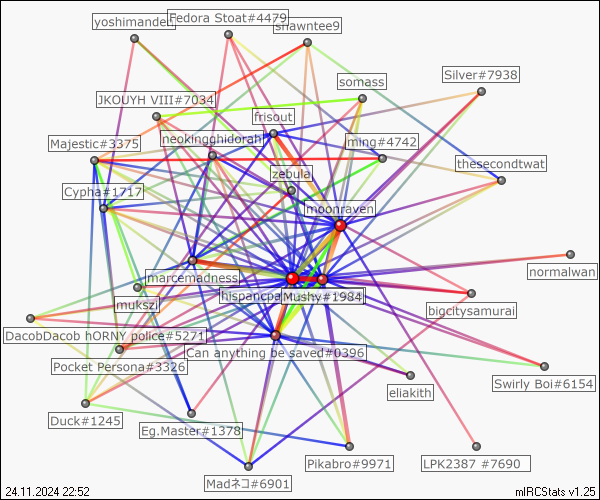 yoshimanden
Fedora Stoat#4479
shawntee9
Silver#7938
somass
JKOUYH VIII#7034
frisout
neokingghidorah
ming#4742
Majestic#3375
thesecondtwat
zebula
Cypha#1717
moonraven
normalwan
marcemadness
hispancpa
Mushy#1984
mukszi
bigcitysamurai
DacobDacob hORNY police#5271
Can anything be saved#0396
Pocket Persona#3326
Swirly Boi#6154
eliakith
Duck#1245
Eg.Master#1378
Pikabro#9971
LPK2387 #7690
Madネコ#6901
24.11.2024 22:52
mIRCStats v1.25